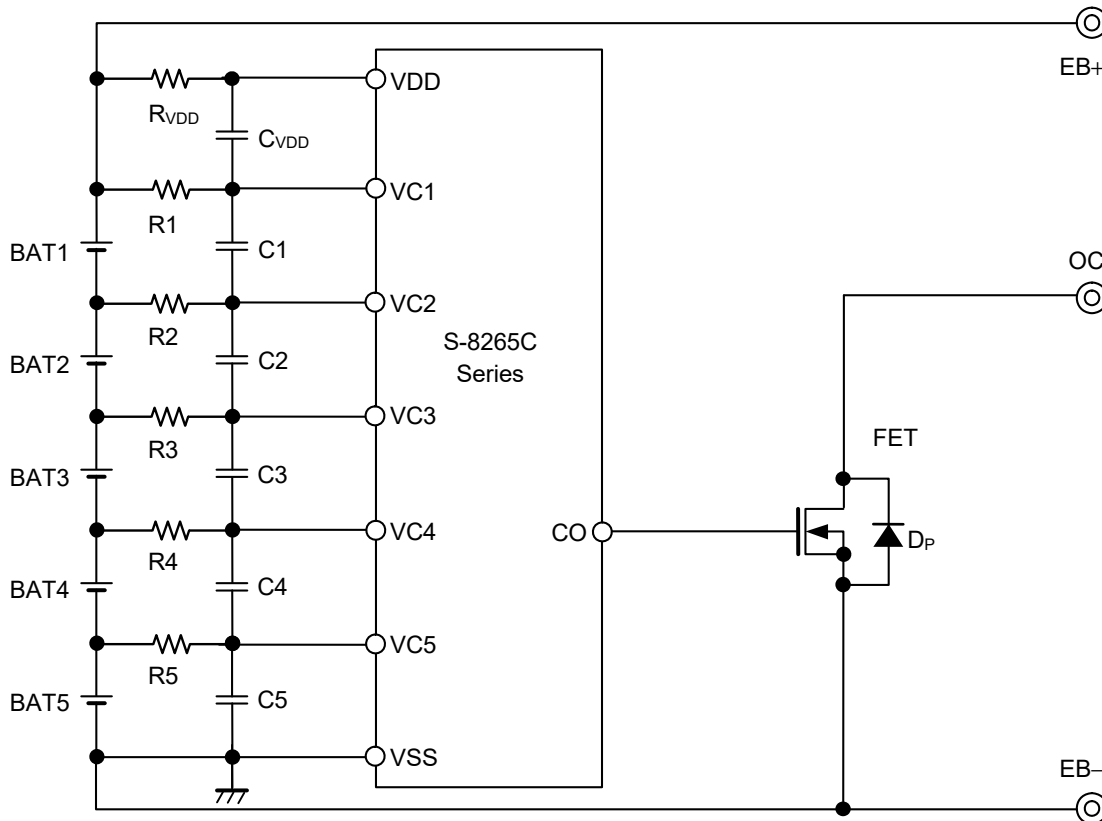 EB+
VDD
RVDD
CVDD
VC1
R1
BAT1
C1
OC
VC2
R2
S-8265C
Series
BAT2
C2
VC3
R3
FET
BAT3
C3
VC4
CO
DP
R4
BAT4
C4
VC5
R5
BAT5
C5
VSS
EB−